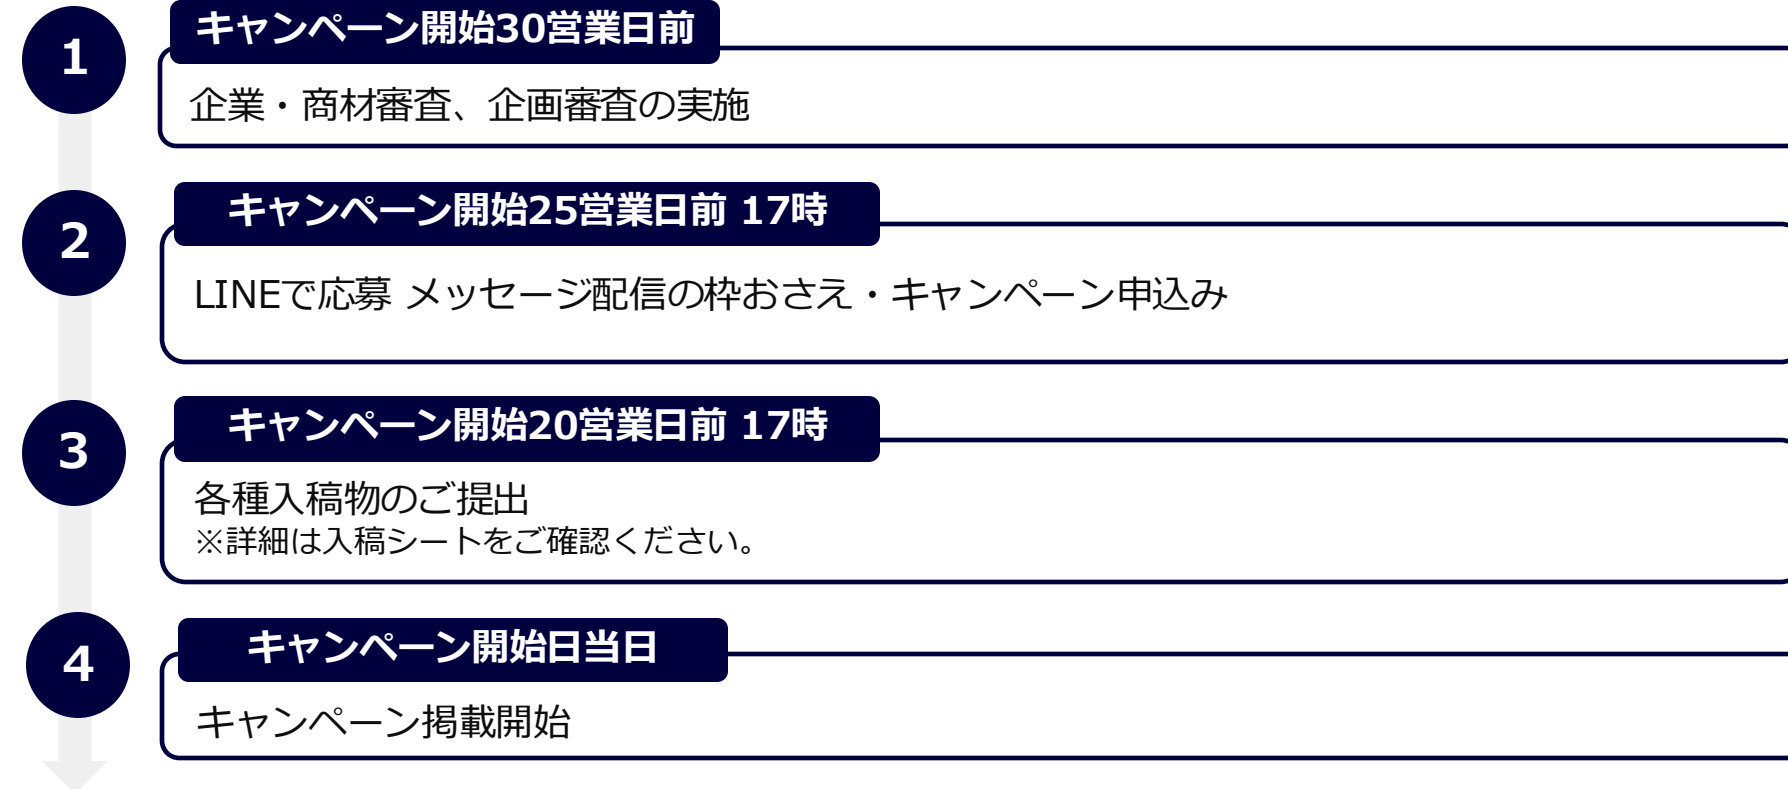 1
キャンペーン開始30営業日前
企業・商材審査、企画審査の実施
2
キャンペーン開始25営業日前 17時
LINEで応募 メッセージ配信の枠おさえ・キャンペーン申込み
3
キャンペーン開始20営業日前 17時
各種入稿物のご提出
※詳細は入稿シートをご確認ください。
4
キャンペーン開始日当日
キャンペーン掲載開始